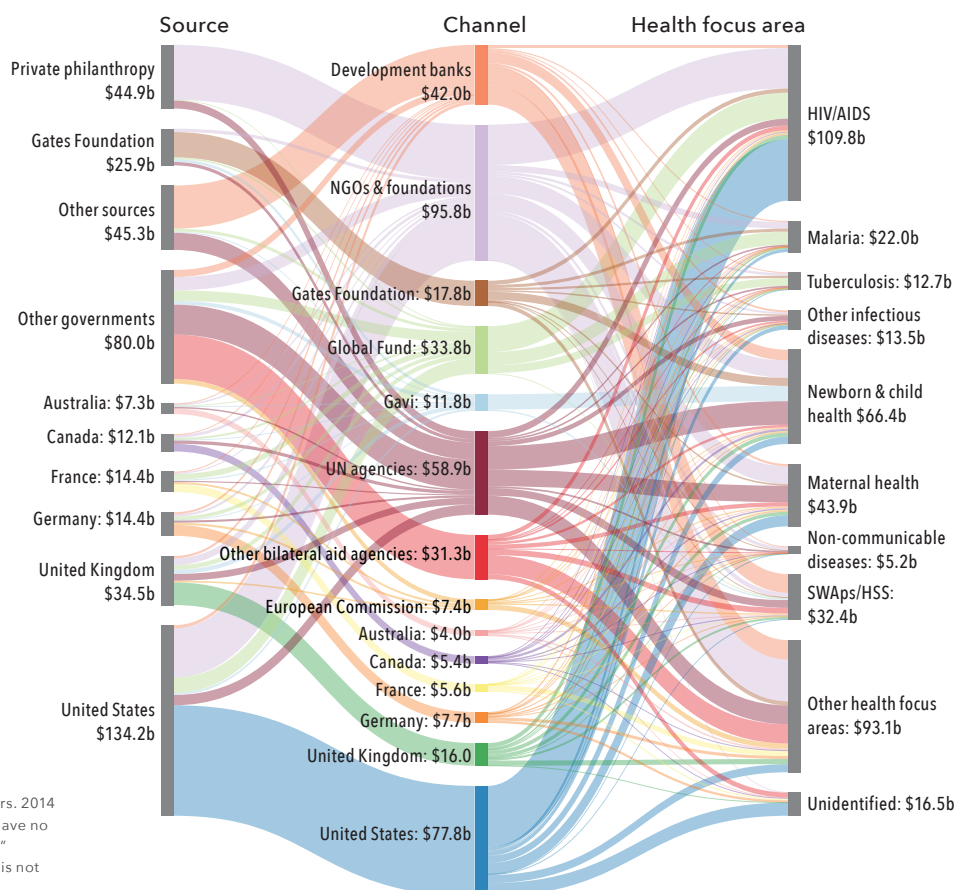 Source
Channel
Health focus area
Private philanthropy
$44.9b
Gates Foundation
$25.9b
Other sources
$45.3b
Other governments
$80.0b
Australia: $7.3b
Canada: $12.1b
France: $14.4b
Germany: $14.4b
United Kingdom
$34.5b
United States
$134.2b
Development banks
$42.0b
NGOs & foundations
$95.8b
Gates Foundation: $17.8b
Global Fund: $33.8b
Gavi: $11.8b
UN agencies: $58.9b
Other bilateral aid agencies: $31.3b
European Commission: $7.4b
Australia: $4.0b
Canada: $5.4b
France: $5.6b
Germany: $7.7b
United Kingdom: $16.0
United States: $77.8b
HIV/AIDS
$109.8b
Malaria: $22.0b
Tuberculosis: $12.7b
Other infectious
diseases: $13.5b
Newborn & child
health $66.4b
Maternal health
$43.9b
Non-communicable
diseases: $5.2b
SWAps/HSS:
$32.4b
Other health focus
areas: $93.1b
Unidentified: $16.5b
rs. 2014
ave no
"
is not